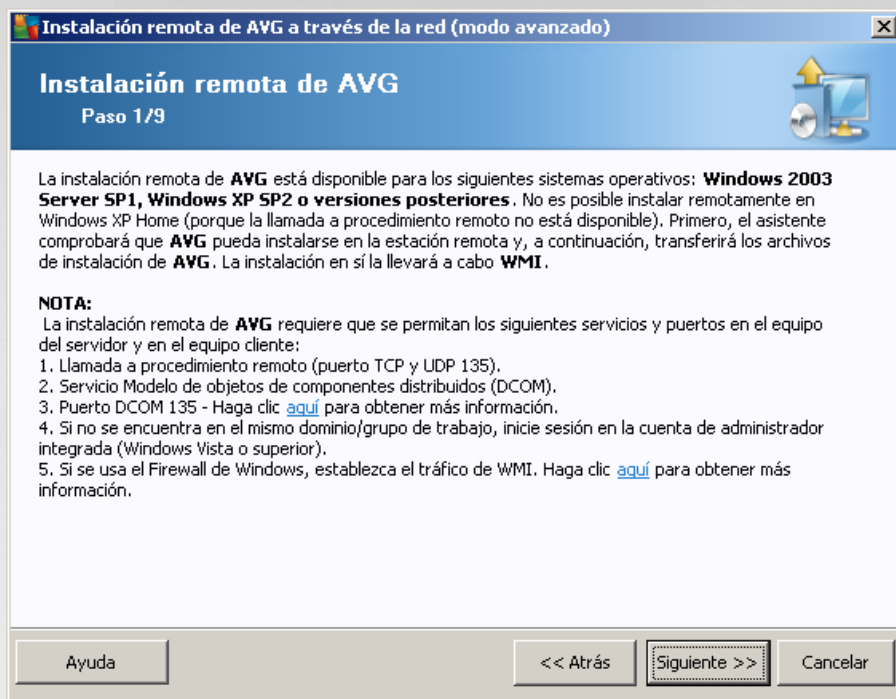 Instalación remota de AVG a través de la red (modo avanzado)
Instalación remota de AVG
Paso 1/9
La instalación remota de AVG está disponible para los siguientes sistemas operativos: Windows 2003
Server SP1, Windows XP SP2 o versiones posteriores. No es posible instalar remotamente en
Windows XP Home (porque la llamada a procedimiento remoto no está disponible). Primero, el asistente
comprobará que AVG pueda instalarse en la estación remota y, a continuación, transferirá los archivos
de instalación de AVG. La instalación en sí la llevará a cabo WMI.
NOTA:
La instalación remota de AVG requiere que se permitan los siguientes servicios y puertos en el equipo
del servidor y en el equipo cliente:
1. Llamada a procedimiento remoto (puerto TCP y UDP 135).
2. Servicio Modelo de objetos de componentes distribuidos (DCOM).
3. Puerto DCOM 135 - Haga clic aquí para obtener más información.
4. Si no se encuentra en el mismo dominio/grupo de trabajo, inicie sesión en la cuenta de administrador
integrada (Windows Vista o superior).
5. Si se usa el Firewall de Windows, establezca el tráfico de WMI. Haga clic aquí para obtener más
información.
Ayuda
<< Atrás
Siguiente >>
Cancelar